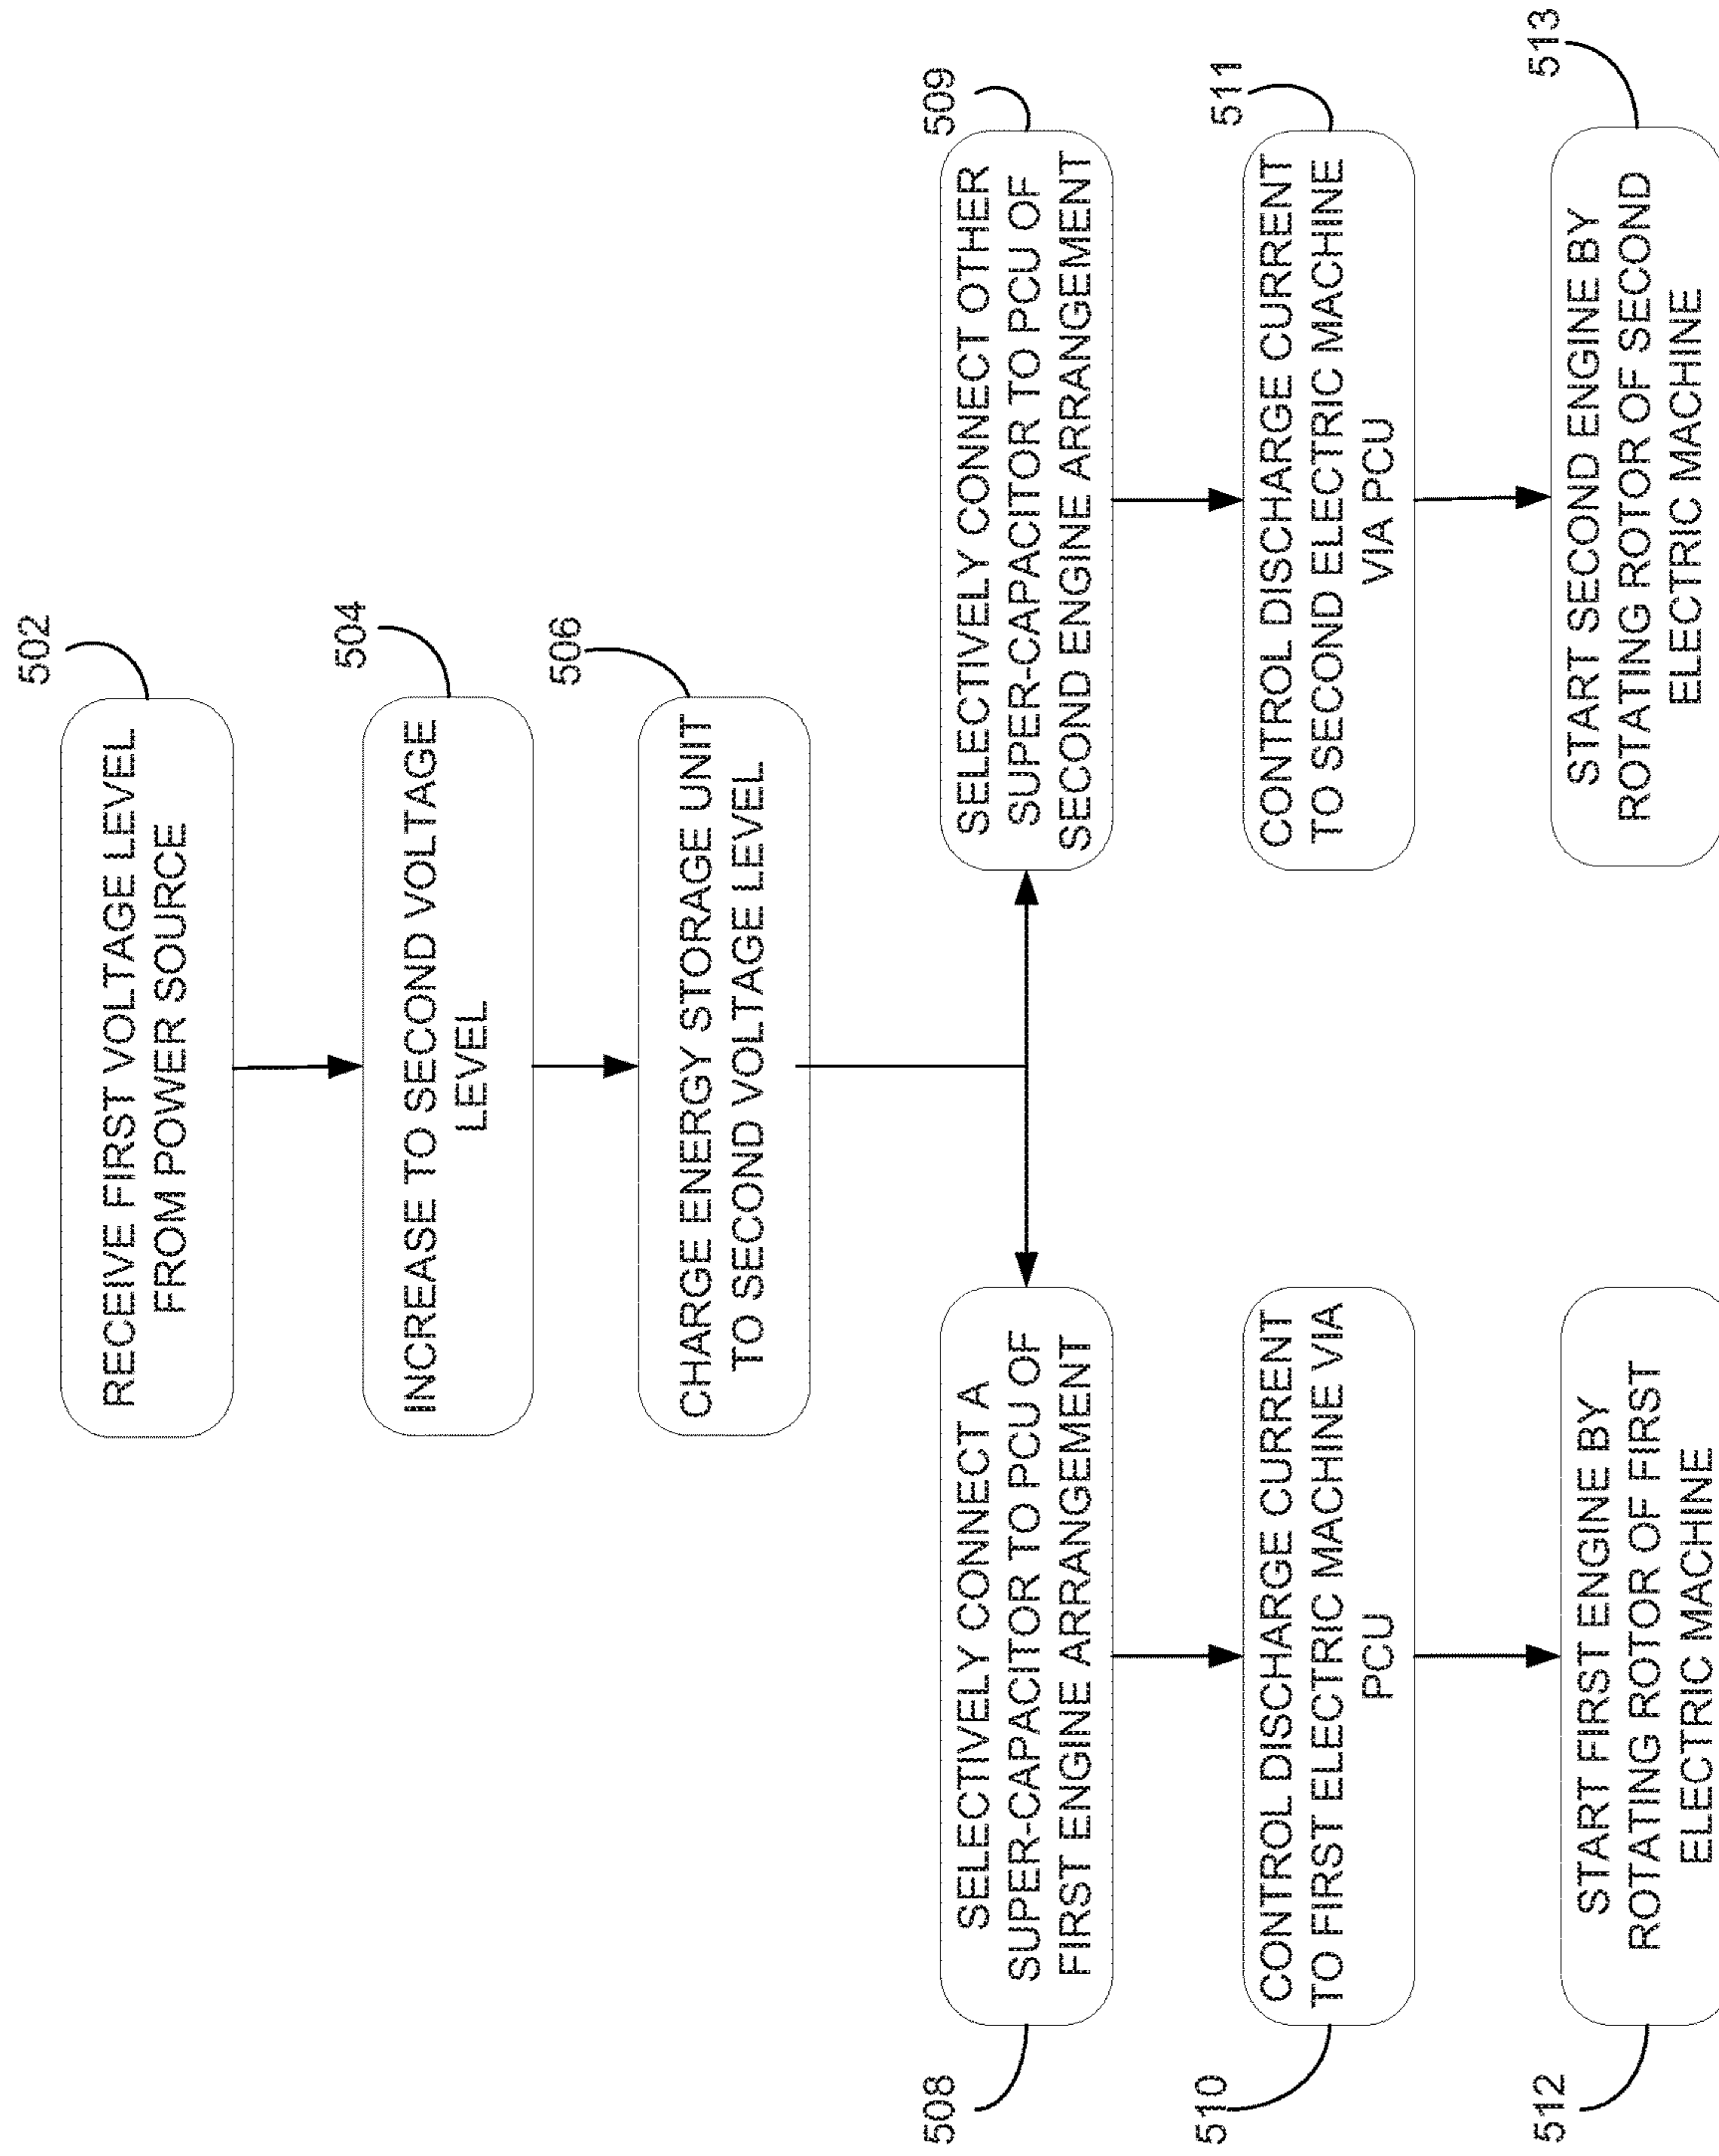 502
RECEIVE FIRST VOLTAGE LEVEL
FROM POWER SOURCE
504
INCREASE TO SECOND VOLTAGE
LEVEL
506
CHARGE ENERGY STORAGE UNIT
TO SECOND VOLTAGE LEVEL
508
SELECTIVELY CONNECT A
SUPER-CAPACITOR TO PCU OF
FIRST ENGINE ARRANGEMENT
509
SELECTIVELY CONNECT OTHER
SUPER-CAPACITOR TO PCU OF
SECOND ENGINE ARRANGEMENT
510
CONTROL DISCHARGE CURRENT
TO FIRST ELECTRIC MACHINE VIA
PCU
511
CONTROL DISCHARGE CURRENT
TO SECOND ELECTRIC MACHINE
VIA PCU
512
START FIRST ENGINE BY
ROTATING ROTOR OF FIRST
ELECTRIC MACHINE
513
START SECOND ENGINE BY
ROTATING ROTOR OF SECOND
ELECTRIC MACHINE